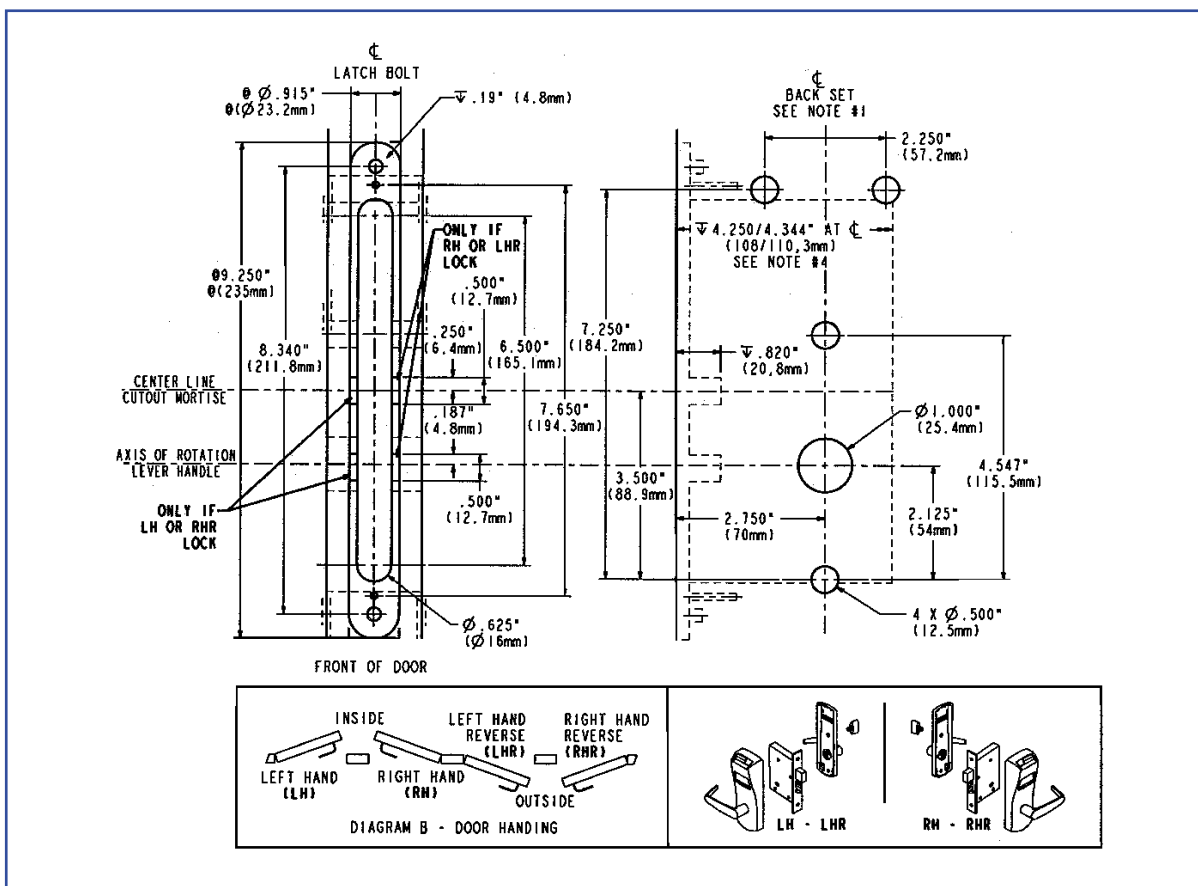 ℄
LATCH BOLT
@ Ø.915"
@(Ø23.2mm)
↧.19" (4.8mm)
℄
BACK SET
SEE NOTE #1
2.250"
(57.2mm)
ONLY IF
RH OR LHR
LOCK
↧4.250/4.344" AT ℄
(108/110,3mm)
SEE NOTE #4
@9.250"
@(235mm)
.500"
(12.7mm)
8.340"
(211.8mm)
.250"
(6.4mm)
6.500"
(165.1mm)
7.250"
(184.2mm)
↧.820"
(20,8mm)
CENTER LINE
CUTOUT MORTISE
.187"
(4.8mm)
7.650"
(194.3mm)
Ø1.000"
(25.4mm)
AXIS OF ROTATION
LEVER HANDLE
3.500"
(88.9mm)
4.547"
(115.5mm)
.500"
(12.7mm)
2.750"
(70mm)
2.125"
(54mm)
ONLY IF
LH OR RHR
LOCK
Ø.625"
(Ø16mm)
4 X Ø.500"
(12.5mm)
FRONT OF DOOR
INSIDE
LEFT HAND
REVERSE
(LHR)
RIGHT HAND
REVERSE
(RHR)
LEFT HAND
(LH)
RIGHT HAND
(RH)
OUTSIDE
DIAGRAM B - DOOR HANDING
LH - LHR
RH - RHR